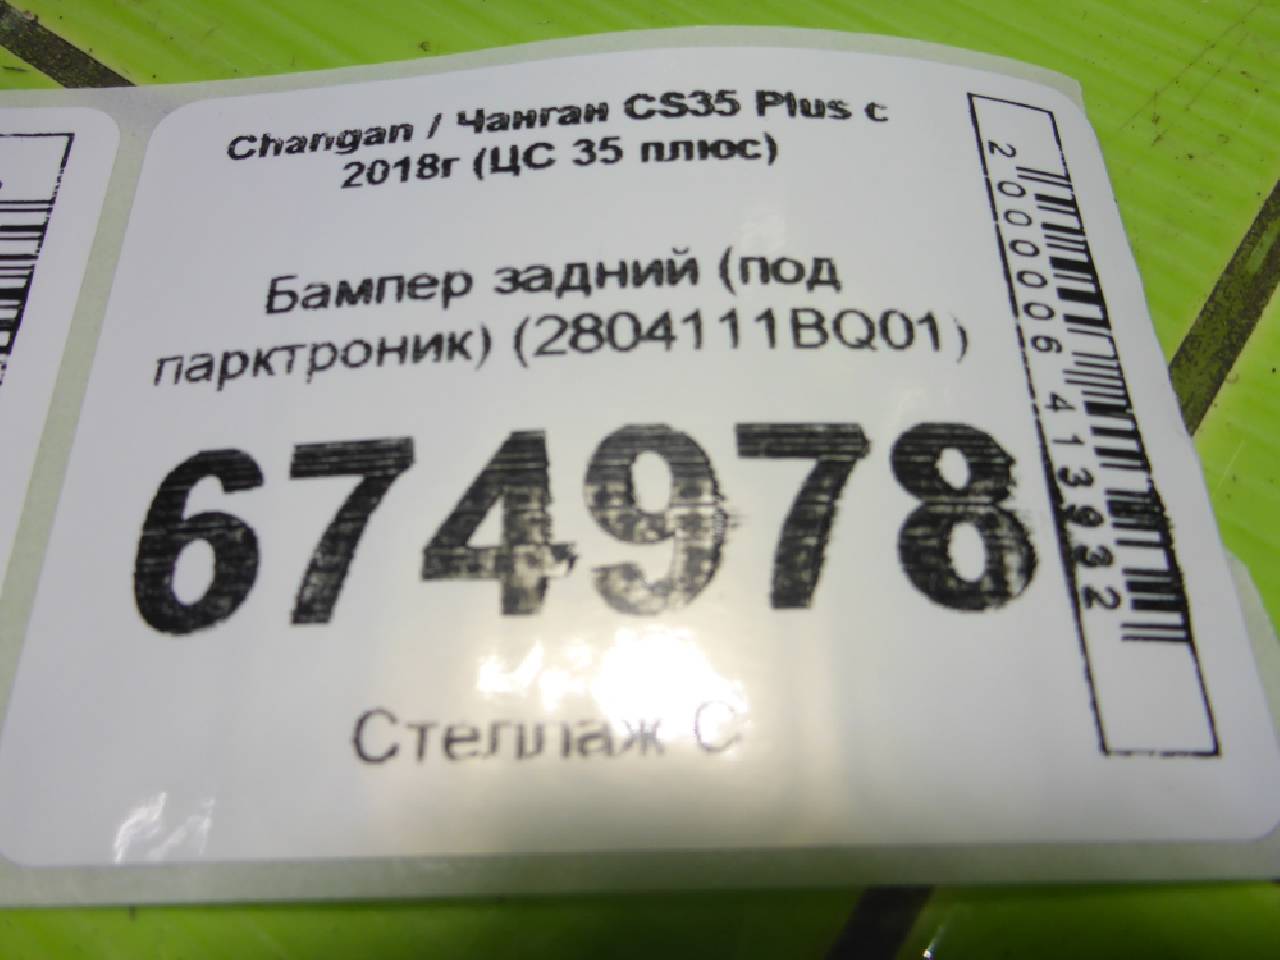 Changan / Чанган CS35 Plus с
2018г (ЦС 35 плюс)
Бампер задний (под
парктроник) (2804111BQ01)
674978
Стеллаж С
2000006413932